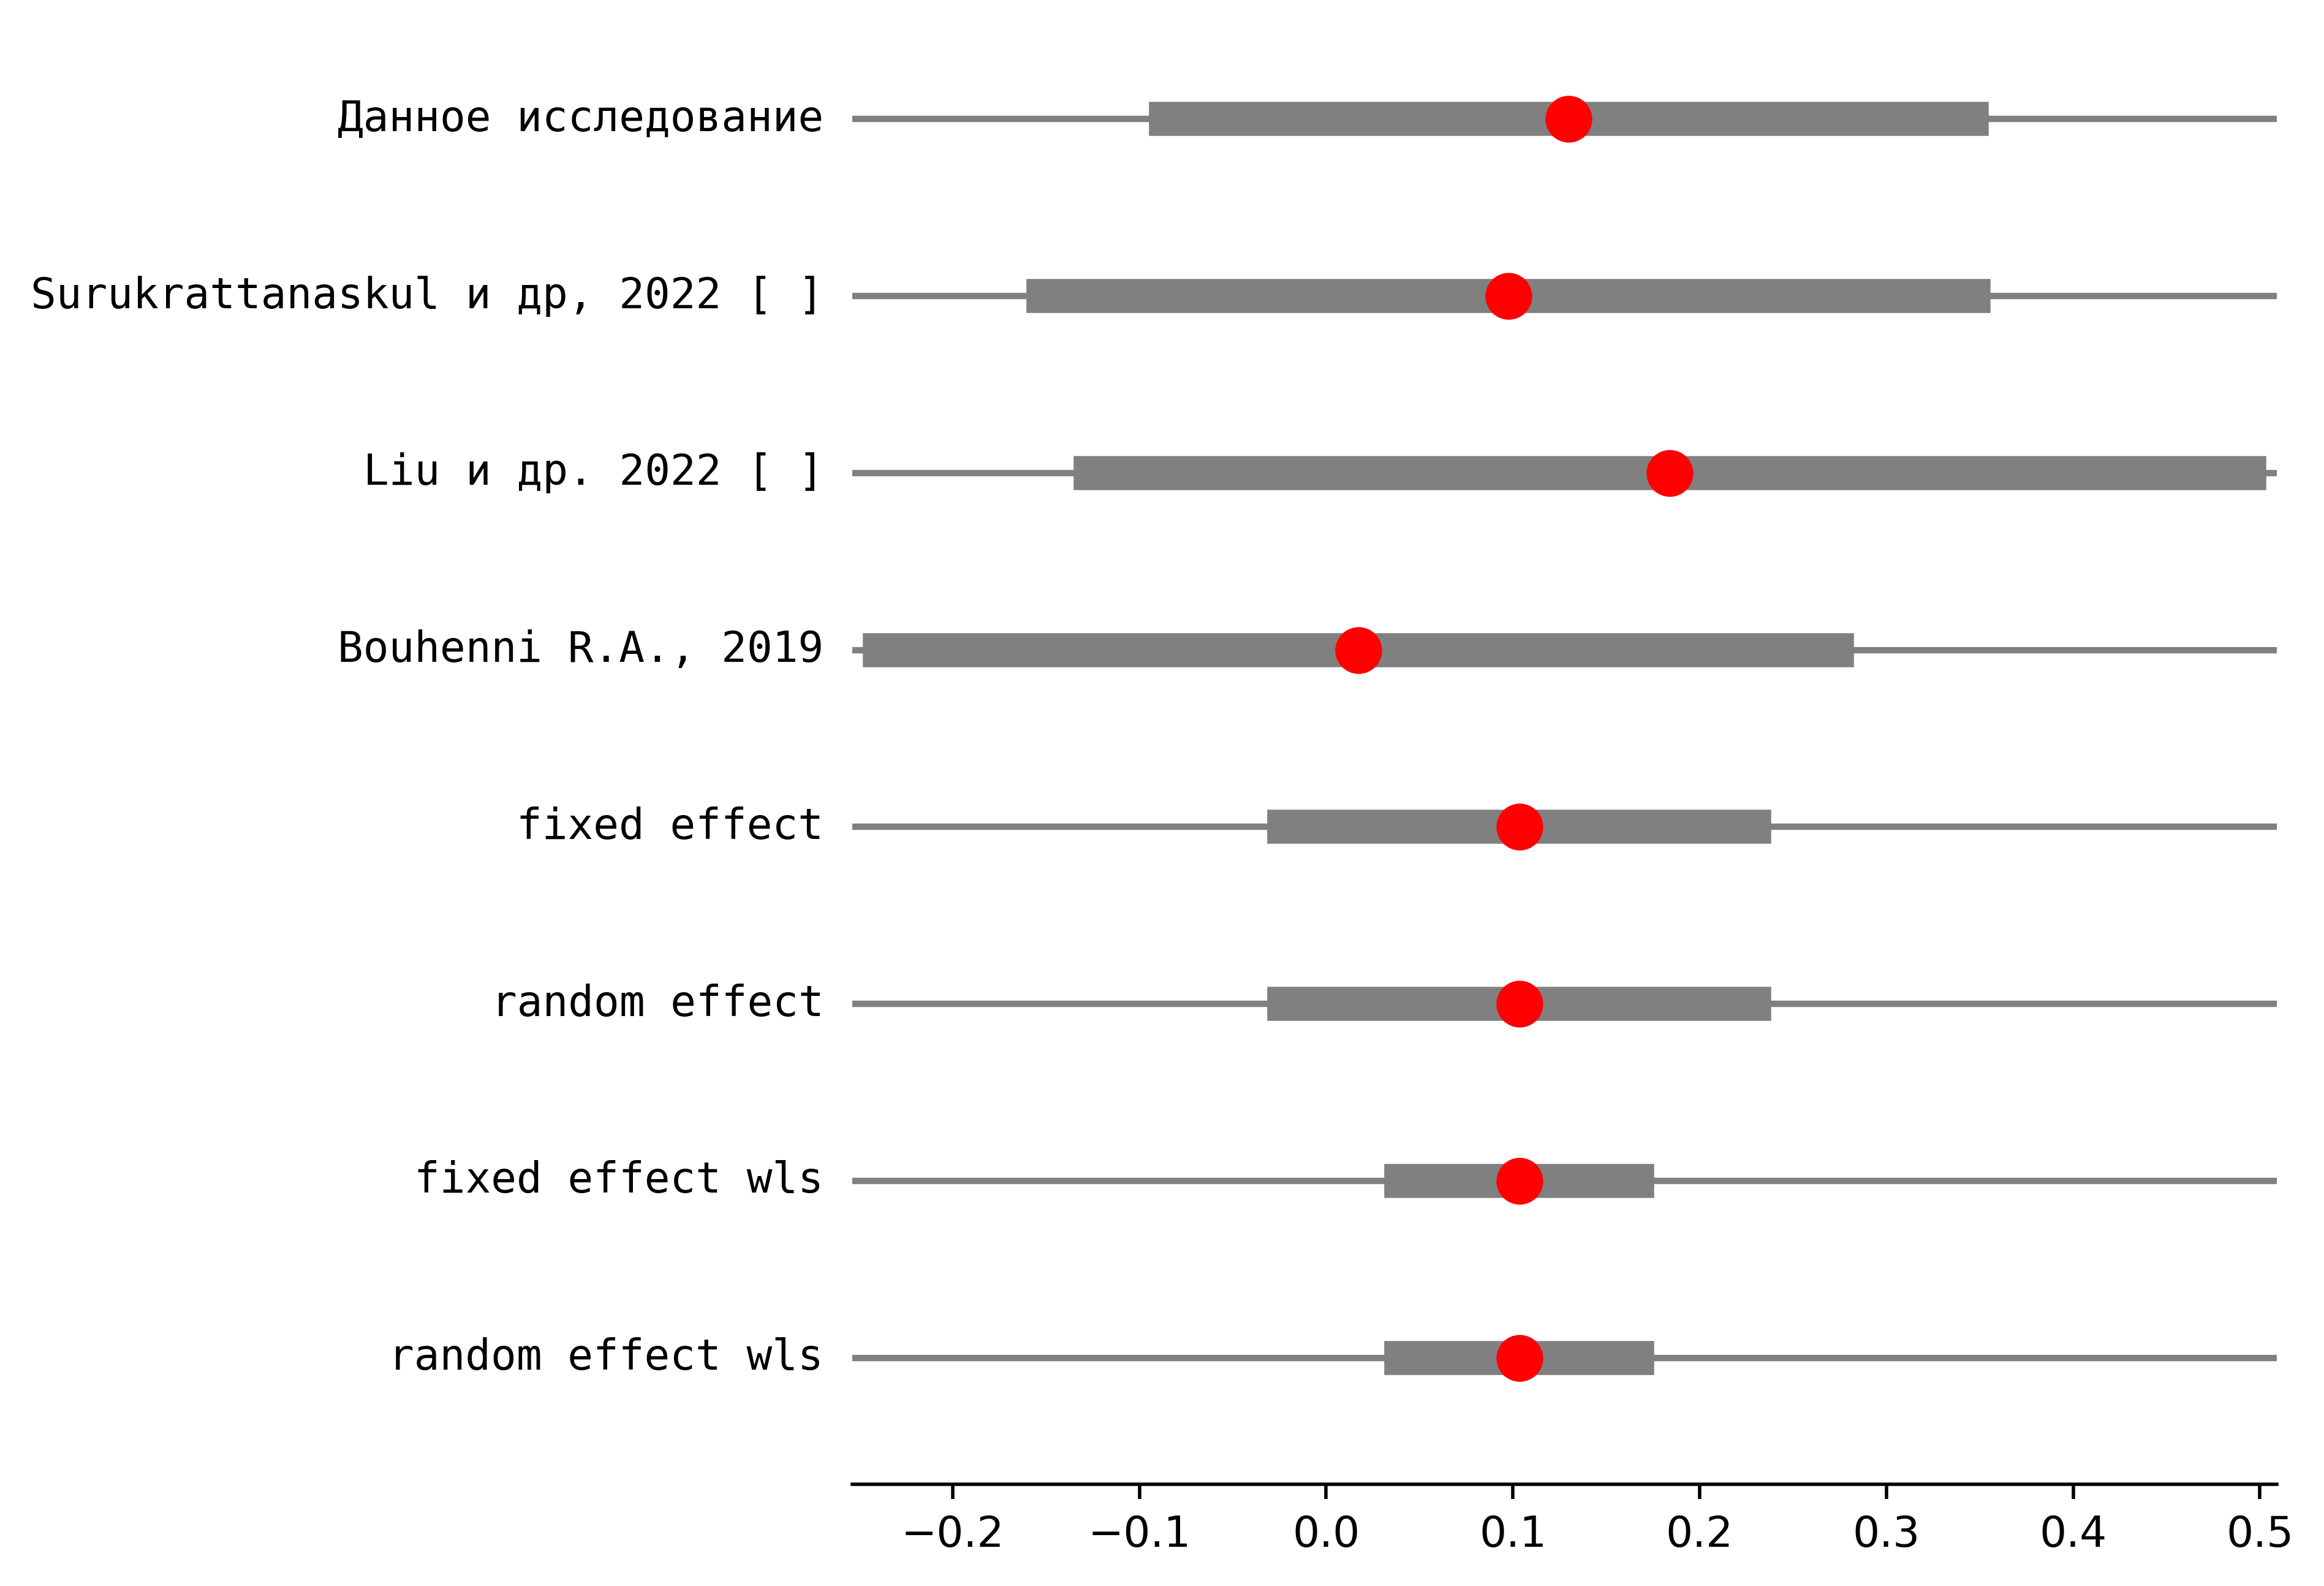 Данное исследование
Surukrattanaskul и др, 2022 [ ]
Liu и др. 2022 [ ]
Bouhenni R.A., 2019
fixed effect
random effect
fixed effect wls
random effect wls
−0.2 −0.1 0.0 0.1 0.2 0.3 0.4 0.5